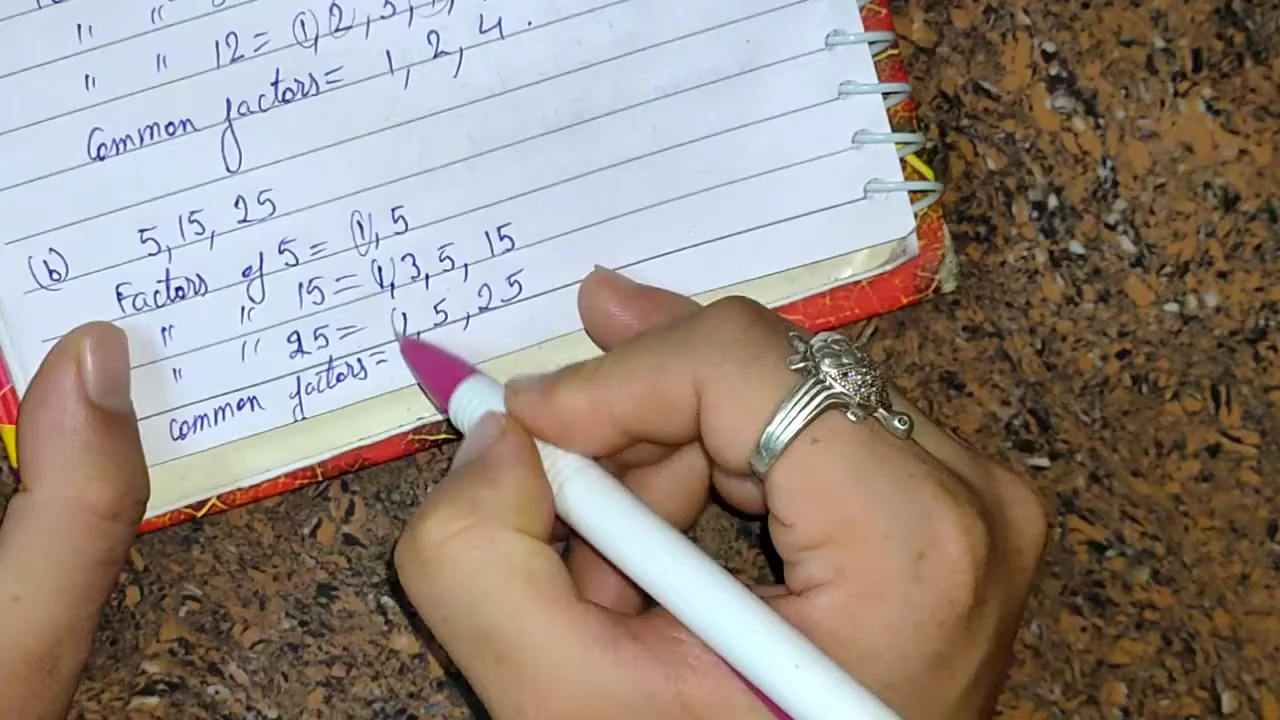 " "
" " 12 = 1, 2, 3,
Common factors = 1, 2, 4.
(b) 5, 15, 25
Factors of 5 = 1, 5
" " 15 = 1, 3, 5, 15
" " 25 = 1, 5, 25
common factors =